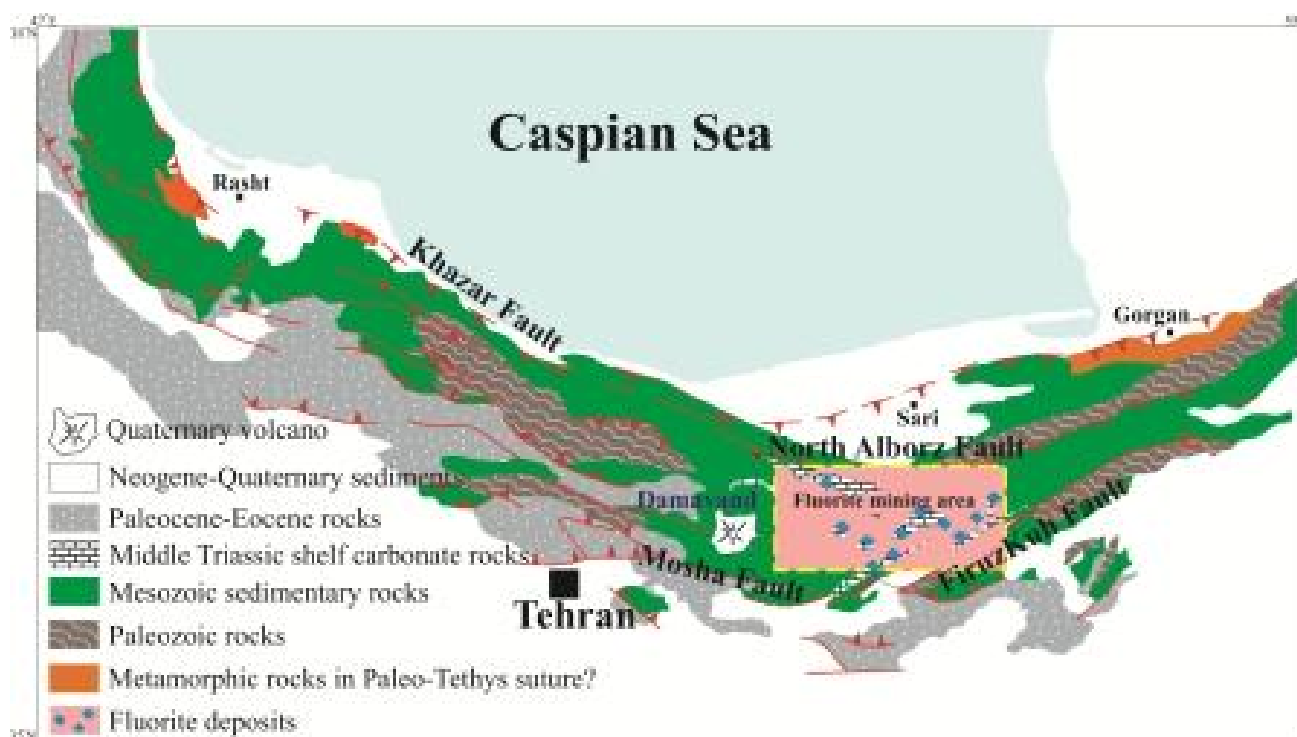 Caspian Sea
Rasht
Khazar Fault
Gorgan
Sari
North Alborz Fault
Damavand
Fluorite mining area
Mosha Fault
FiruzKuh Fault
Tehran
Quaternary volcano
Neogene-Quaternary sediments
Paleocene-Eocene rocks
Middle Triassic shelf carbonate rocks
Mesozoic sedimentary rocks
Paleozoic rocks
Metamorphic rocks in Paleo-Tethys suture?
Fluorite deposits